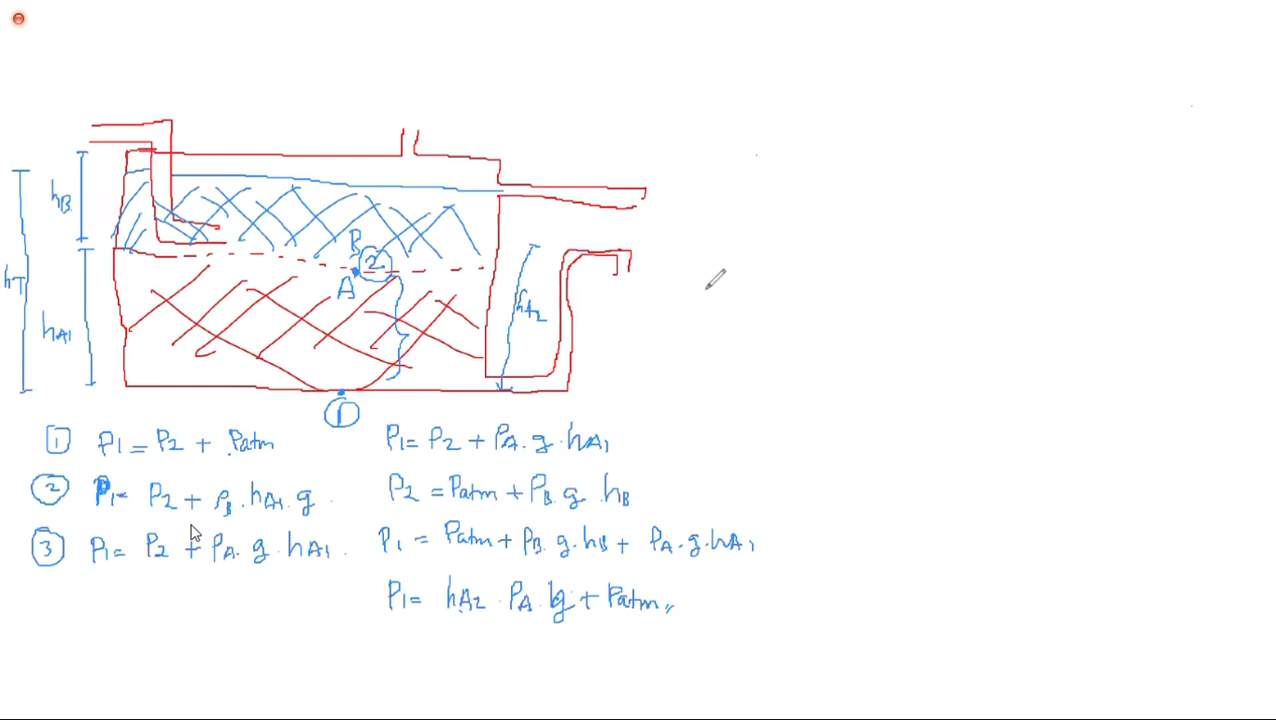 hB
hT
hA1
B
2
A
hA2
1
1 P1 = P2 + Patm
P1 = P2 + ρA . g . hA1
2 P1 = P2 + ρB . hA1 . g
P2 = Patm + ρB . g . hB
3 P1 = P2 + ρA . g . hA1 .
P1 = Patm + ρB . g . hB + ρA . g . hA1
P1 = hA2 . ρA . g + Patm,,